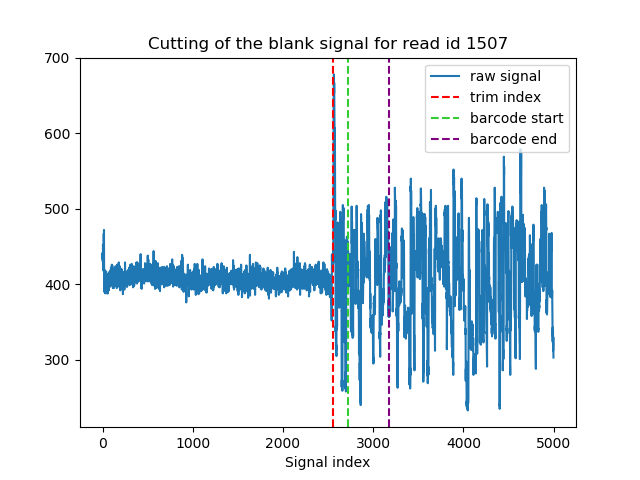 Cutting of the blank signal for read id 1507
700
600
500
400
300
raw signal
trim index
barcode start
barcode end
0 1000 2000 3000 4000 5000
Signal index